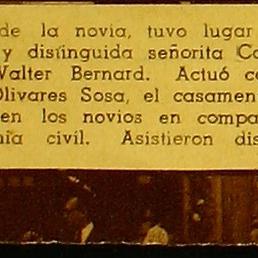 de la novia, tuvo lugar
y distinguida señorita Ca
Walter Bernard. Actuó c
Olivares Sosa, el casamen
en los novios en compa
nia civil. Asistieron dis